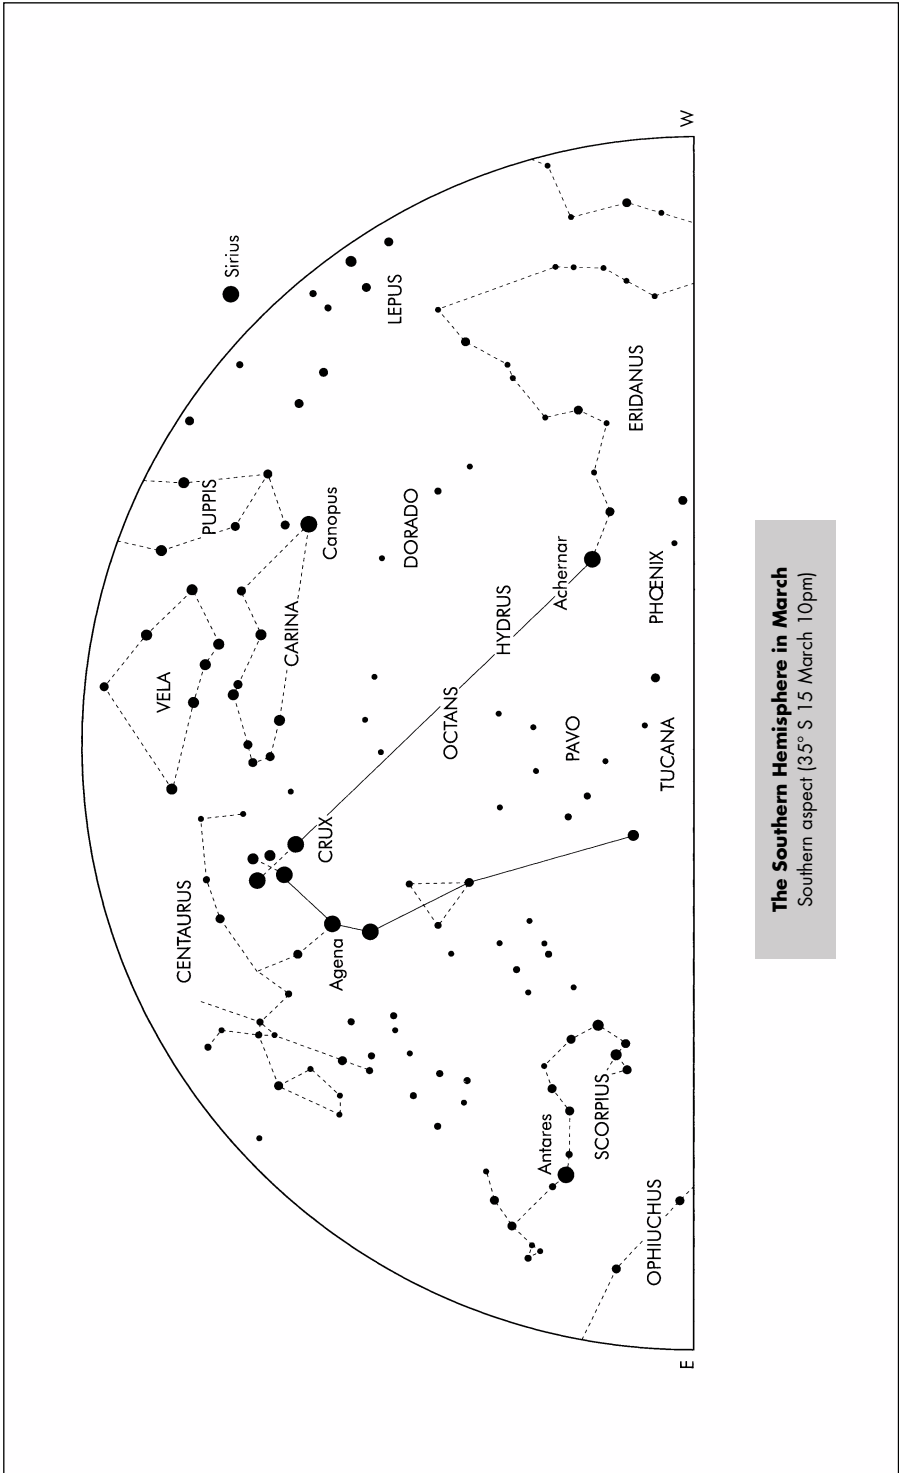 Sirius
W
LEPUS
PUPPIS
Canopus
DORADO
ERIDANUS
VELA
CARINA
Achernar
HYDRUS
PHŒNIX
OCTANS
PAVO
TUCANA
CRUX
CENTAURUS
Agena
Antares
SCORPIUS
OPHIUCHUS
E
The Southern Hemisphere in March
Southern aspect (35° S 15 March 10pm)